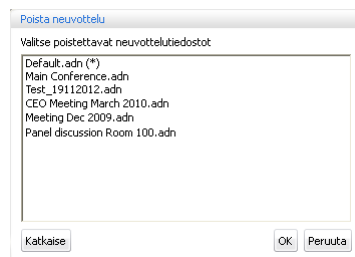 Poista neuvottelu
Valitse poistettavat neuvottelutiedostot
Default.adn (*)
Main Conference.adn
Test_19112012.adn
CEO Meeting March 2010.adn
Meeting Dec 2009.adn
Panel discussion Room 100.adn
Katkaise OK Peruuta